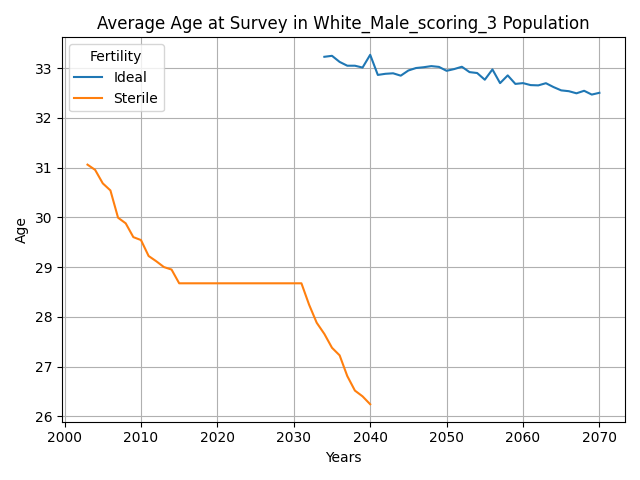 Average Age at Survey in White_Male_scoring_3 Population
Fertility
Ideal
Sterile
Age
33
32
31
30
29
28
27
26
2000 2010 2020 2030 2040 2050 2060 2070
Years